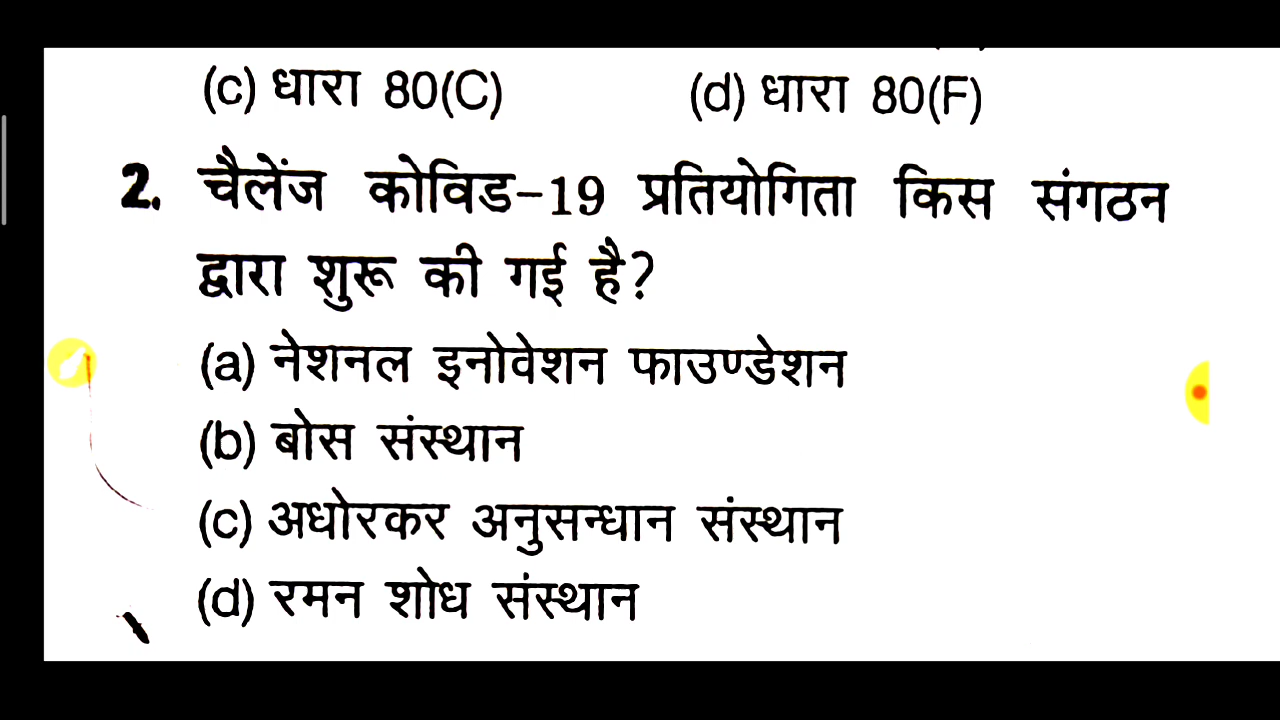 (c) धारा 80(C) (d) धारा 80(F)
2. चैलेंज कोविड-19 प्रतियोगिता किस संगठन
द्वारा शुरू की गई है?
(a) नेशनल इनोवेशन फाउण्डेशन
(b) बोस संस्थान
(c) अधोरकर अनुसन्धान संस्थान
(d) रमन शोध संस्थान